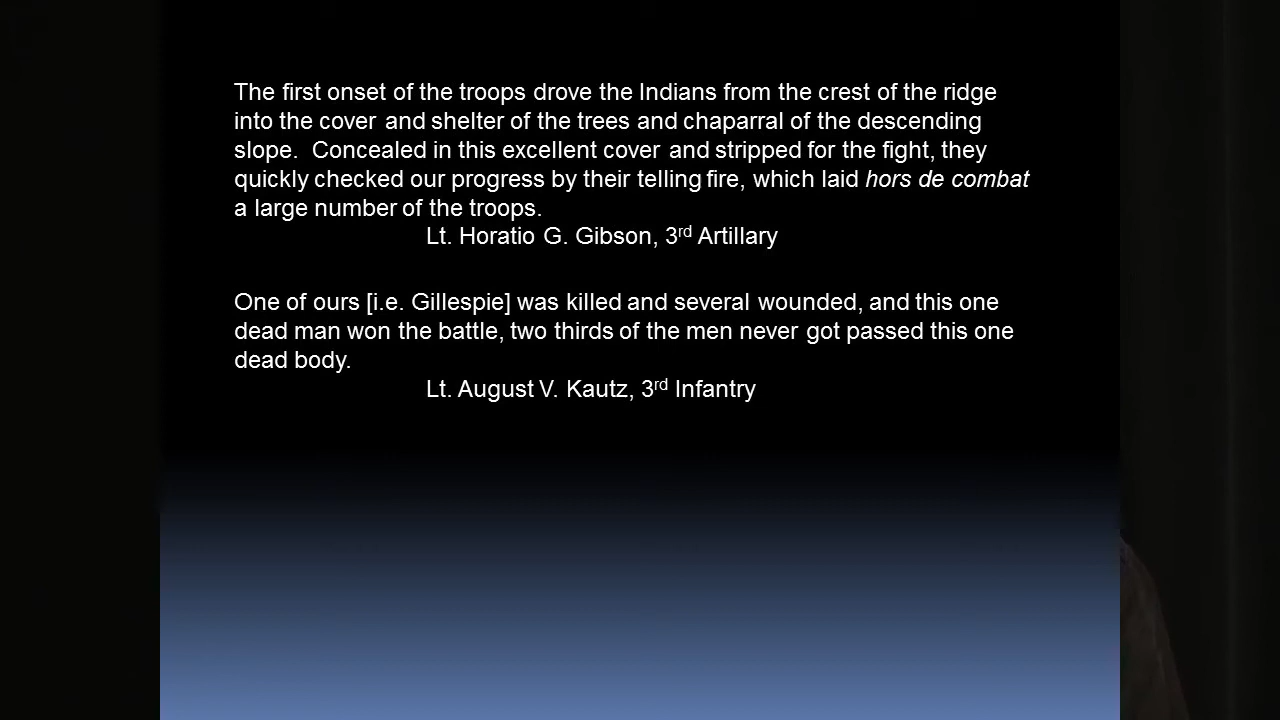 The first onset of the troops drove the Indians from the crest of the ridge
into the cover and shelter of the trees and chaparral of the descending
slope.  Concealed in this excellent cover and stripped for the fight, they
quickly checked our progress by their telling fire, which laid hors de combat
a large number of the troops.
Lt. Horatio G. Gibson, 3rd Artillary
One of ours [i.e. Gillespie] was killed and several wounded, and this one
dead man won the battle, two thirds of the men never got passed this one
dead body.
Lt. August V. Kautz, 3rd Infantry